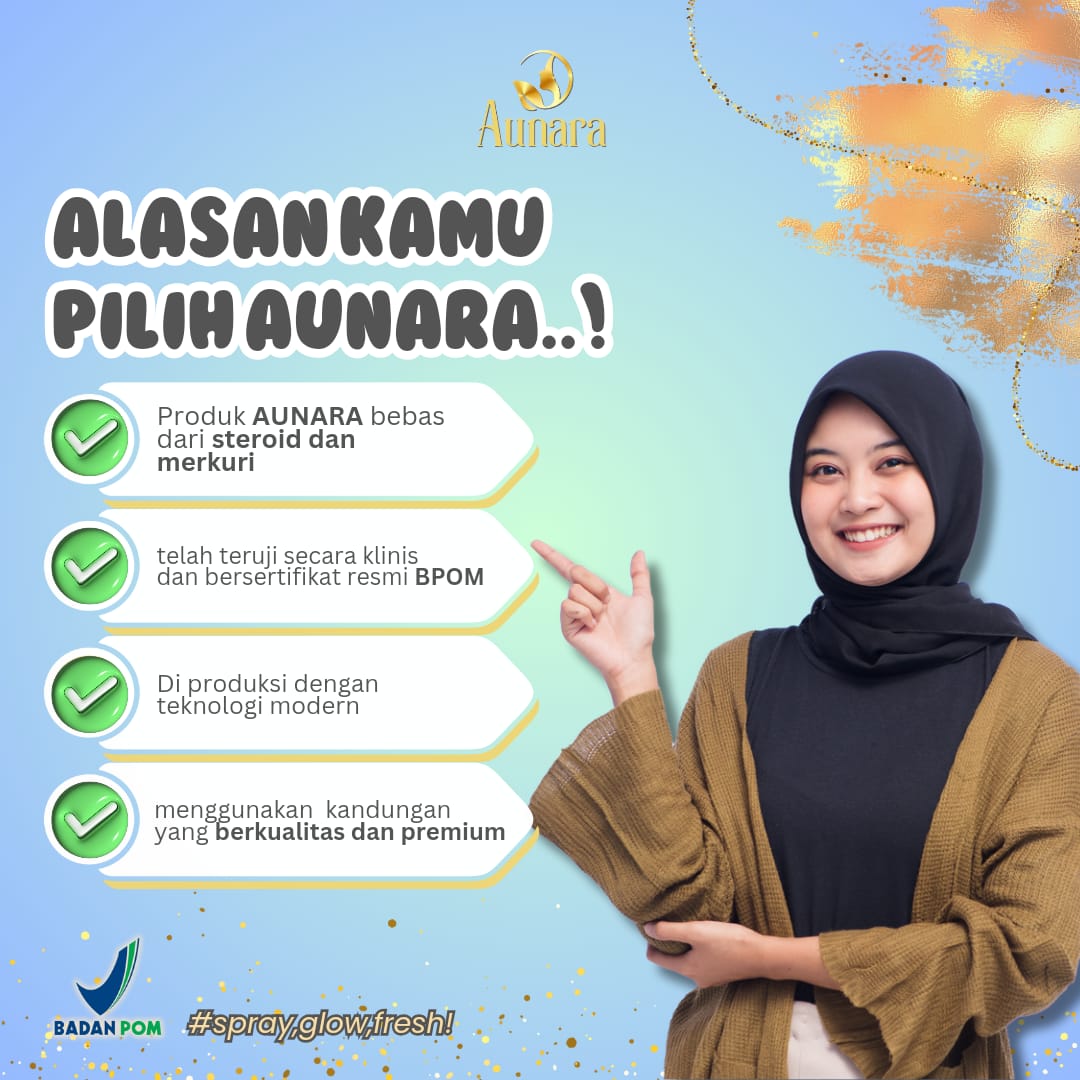 Aunara
ALASAN KAMU
PILIH AUNARA..!
Produk AUNARA bebas
dari steroid dan
merkuri
telah teruji secara klinis
dan bersertifikat resmi BPOM
Di produksi dengan
teknologi modern
menggunakan kandungan
yang berkualitas dan premium
BADAN POM
#spray,glow,fresh!